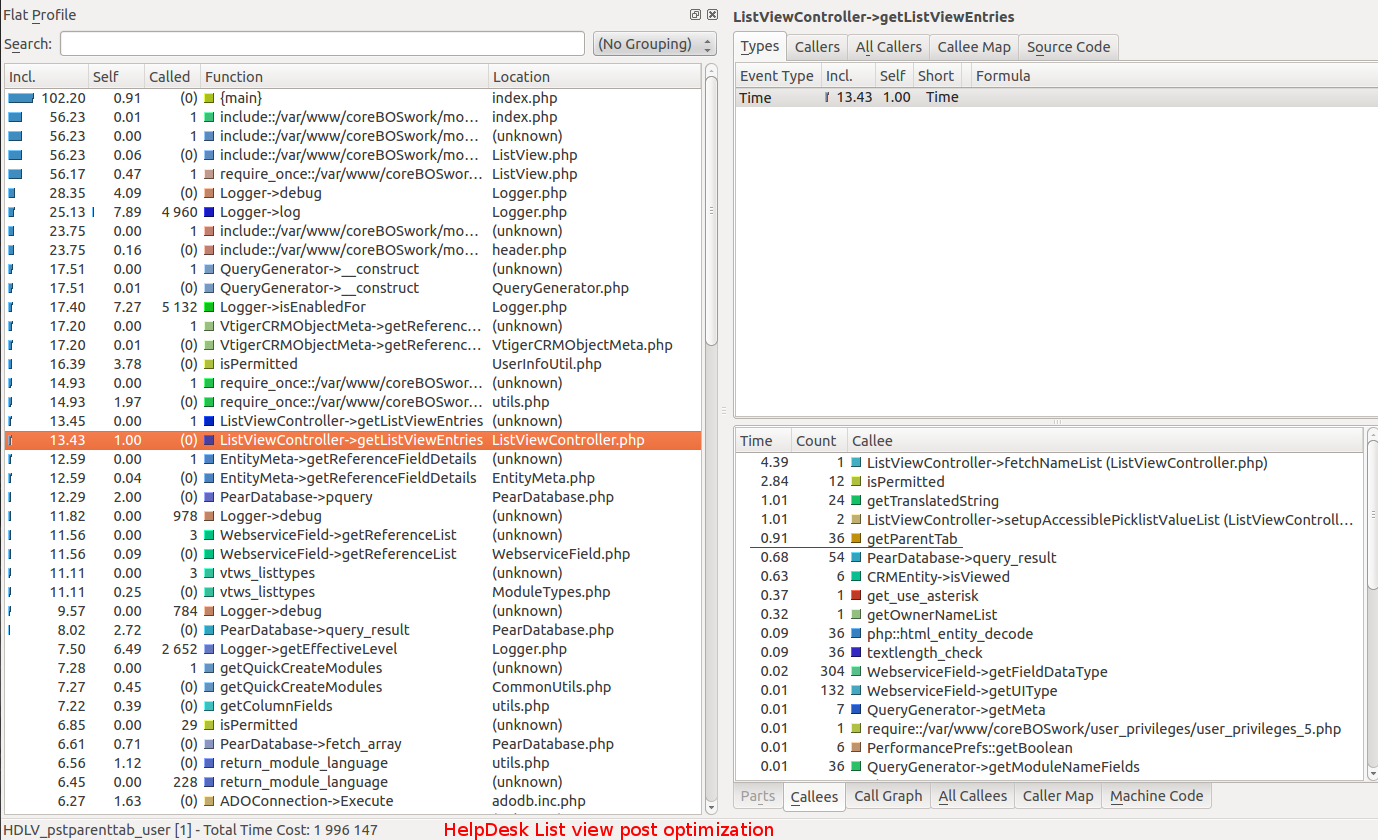 Flat Profile
Search: (No Grouping)
Incl. Self Called Function Location
102.20 0.91 (0) {main} index.php
56.23 0.01 1 include::/var/www/coreBOSwork/mo... index.php
56.23 0.00 1 include::/var/www/coreBOSwork/mo... (unknown)
56.23 0.06 (0) include::/var/www/coreBOSwork/mo... ListView.php
56.17 0.47 1 require_once::/var/www/coreBOSwor... ListView.php
28.35 4.09 (0) Logger->debug Logger.php
25.13 7.89 4 960 Logger->log Logger.php
23.75 0.00 1 include::/var/www/coreBOSwork/mo... (unknown)
23.75 0.16 (0) include::/var/www/coreBOSwork/mo... header.php
17.51 0.00 1 QueryGenerator->__construct (unknown)
17.51 0.01 (0) QueryGenerator->__construct QueryGenerator.php
17.40 7.27 5 132 Logger->isEnabledFor Logger.php
17.20 0.00 1 VtigerCRMObjectMeta->getReferenc... (unknown)
17.20 0.01 (0) VtigerCRMObjectMeta->getReferenc... VtigerCRMObjectMeta.php
16.39 3.78 (0) isPermitted UserInfoUtil.php
14.93 0.00 1 require_once::/var/www/coreBOSwor... (unknown)
14.93 1.97 (0) require_once::/var/www/coreBOSwor... utils.php
13.45 0.00 1 ListViewController->getListViewEntries (unknown)
13.43 1.00 (0) ListViewController->getListViewEntries ListViewController.php
12.59 0.00 1 EntityMeta->getReferenceFieldDetails (unknown)
12.59 0.04 (0) EntityMeta->getReferenceFieldDetails EntityMeta.php
12.29 2.00 (0) PearDatabase->pquery PearDatabase.php
11.82 0.00 978 Logger->debug (unknown)
11.56 0.00 3 WebserviceField->getReferenceList (unknown)
11.56 0.09 (0) WebserviceField->getReferenceList WebserviceField.php
11.11 0.00 3 vtws_listtypes (unknown)
11.11 0.25 (0) vtws_listtypes ModuleTypes.php
9.57 0.00 784 Logger->debug (unknown)
8.02 2.72 (0) PearDatabase->query_result PearDatabase.php
7.50 6.49 2 652 Logger->getEffectiveLevel Logger.php
7.28 0.00 1 getQuickCreateModules (unknown)
7.27 0.45 (0) getQuickCreateModules CommonUtils.php
7.22 0.39 (0) getColumnFields utils.php
6.85 0.00 29 isPermitted (unknown)
6.61 0.71 (0) PearDatabase->fetch_array PearDatabase.php
6.56 1.12 (0) return_module_language utils.php
6.45 0.00 228 return_module_language (unknown)
6.27 1.63 (0) ADOConnection->Execute adodb.inc.php
HDLV_pstparenttab_user [1] - Total Time Cost: 1 996 147
HelpDesk List view post optimization
ListViewController->getListViewEntries
Types Callers All Callers Callee Map Source Code
Event Type Incl. Self Short Formula
Time 13.43 1.00 Time
Time Count Callee
4.39 1 ListViewController->fetchNameList (ListViewController.php)
2.84 12 isPermitted
1.01 24 getTranslatedString
1.01 2 ListViewController->setupAccessiblePicklistValueList (ListViewControll...
0.91 36 getParentTab
0.68 54 PearDatabase->query_result
0.63 6 CRMEntity->isViewed
0.37 1 get_use_asterisk
0.32 1 getOwnerNameList
0.09 36 php::html_entity_decode
0.09 36 textlength_check
0.02 304 WebserviceField->getFieldDataType
0.01 132 WebserviceField->getUIType
0.01 7 QueryGenerator->getMeta
0.01 1 require::/var/www/coreBOSwork/user_privileges/user_privileges_5.php
0.01 6 PerformancePrefs::getBoolean
0.01 36 QueryGenerator->getModuleNameFields
Parts Callees Call Graph All Callees Caller Map Machine Code